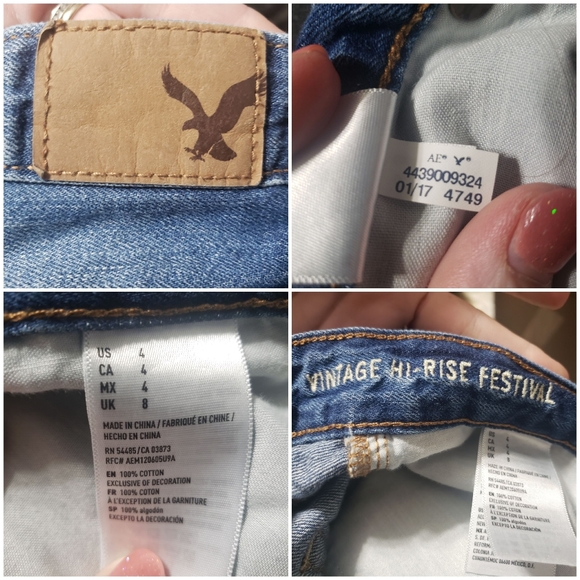 AE®
4439009324
01/17 4749
US 4
CA 4
MX 4
UK 8
MADE IN CHINA / FABRIQUÉ EN CHINE /
HECHO EN CHINA
RN 54485/CA 03873
RFC# AEM120605U9A
EN 100% COTTON
EXCLUSIVE OF DECORATION
FR 100% COTON
À L'EXCEPTION DE LA GARNITURE
SP 100% algodón
EXCEPTO LA DECORACIÓN
VINTAGE HI-RISE FESTIVAL